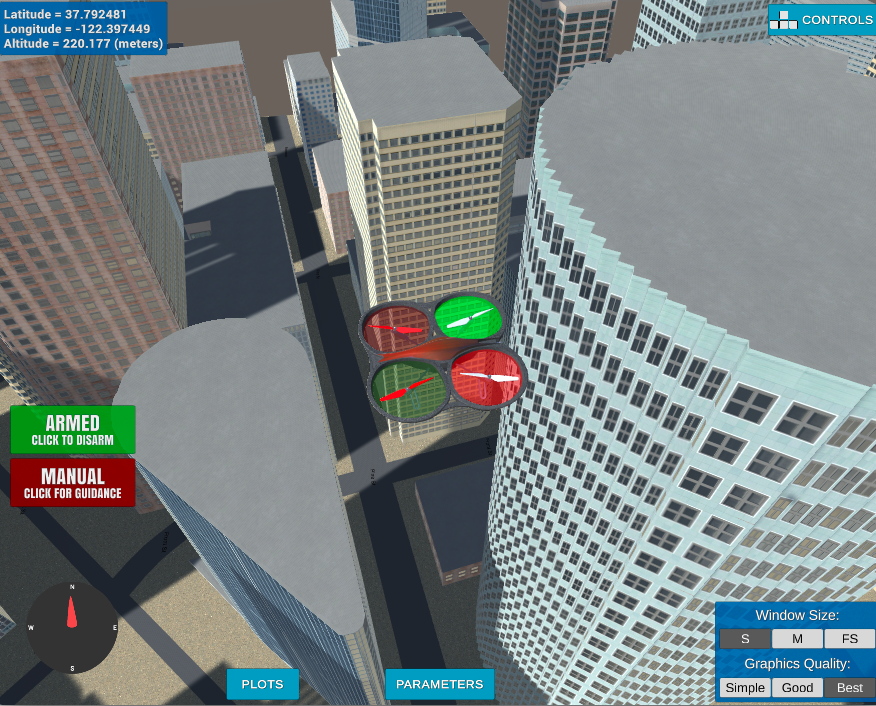 Latitude = 37.792481
Longitude = -122.397449
Altitude = 220.177 (meters)
CONTROLS
ARMED
CLICK TO DISARM
MANUAL
CLICK FOR GUIDANCE
N
W
E
S
PLOTS
PARAMETERS
Window Size:
S
M
FS
Graphics Quality:
Simple
Good
Best